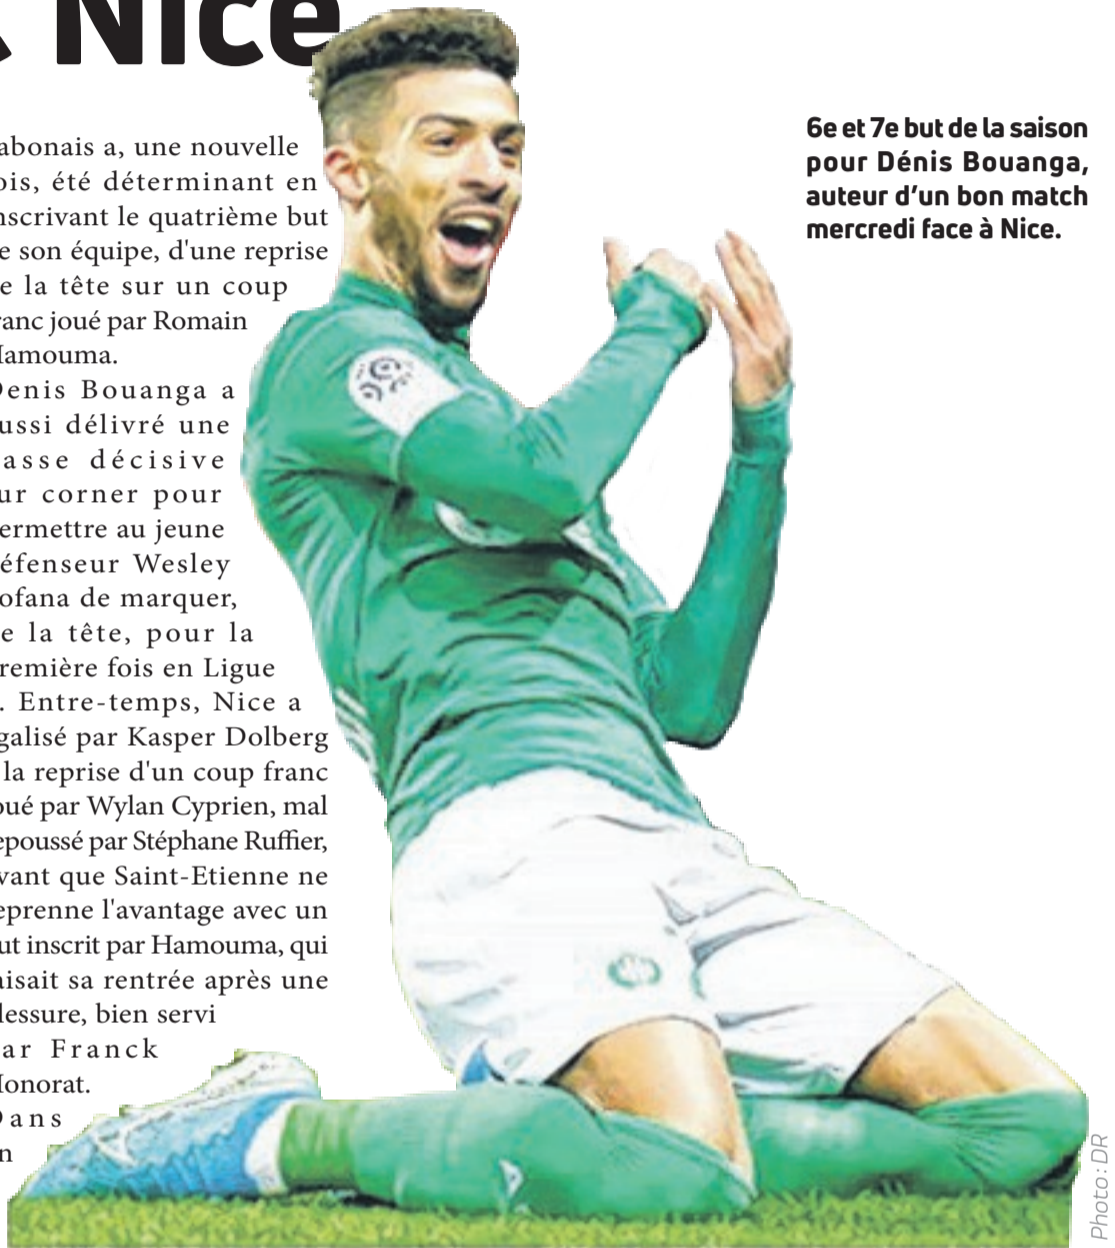 Nice
abonais a, une nouvelle
ois, été déterminant en
nscrivant le quatrième but
e son équipe, d'une reprise
e la tête sur un coup
ranc joué par Romain
Hamouma.
Denis Bouanga a
ussi délivré une
asse décisive
ur corner pour
ermettre au jeune
éfenseur Wesley
ofana de marquer,
e la tête, pour la
remière fois en Ligue
. Entre-temps, Nice a
galisé par Kasper Dolberg
la reprise d'un coup franc
oué par Wylan Cyprien, mal
epoussé par Stéphane Ruffier,
vant que Saint-Etienne ne
eprenne l'avantage avec un
ut inscrit par Hamouma, qui
aisait sa rentrée après une
lessure, bien servi
ar Franck
Honorat.
Dans
n
6e et 7e but de la saison
pour Dénis Bouanga,
auteur d’un bon match
mercredi face à Nice.
Photo : DR